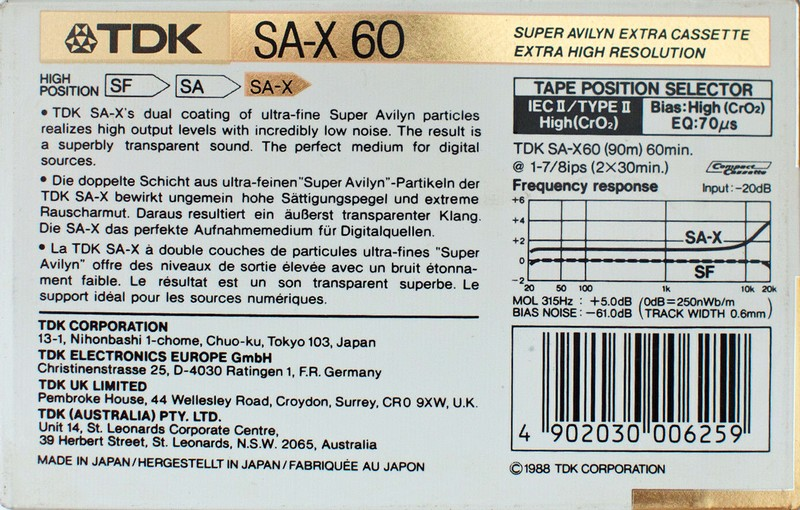 TDK SA-X 60
SUPER AVILYN EXTRA CASSETTE
EXTRA HIGH RESOLUTION
HIGH
POSITION SF SA SA-X
• TDK SA-X's dual coating of ultra-fine Super Avilyn particles
realizes high output levels with incredibly low noise. The result is
a superbly transparent sound. The perfect medium for digital
sources.
• Die doppelte Schicht aus ultra-feinen "Super Avilyn"-Partikeln der
TDK SA-X bewirkt ungemein hohe Sättigungspegel und extreme
Rauscharmut. Daraus resultiert ein äußerst transparenter Klang.
Die SA-X das perfekte Aufnahmemedium für Digitalquellen.
• La TDK SA-X à double couches de particules ultra-fines "Super
Avilyn" offre des niveaux de sortie élevée avec un bruit étonna-
ment faible. Le résultat est un son transparent superbe. Le
support idéal pour les sources numériques.
TDK CORPORATION
13-1, Nihonbashi 1-chome, Chuo-ku, Tokyo 103, Japan
TDK ELECTRONICS EUROPE GmbH
Christinenstrasse 25, D-4030 Ratingen 1, F.R. Germany
TDK UK LIMITED
Pembroke House, 44 Wellesley Road, Croydon, Surrey, CR0 9XW, U.K.
TDK (AUSTRALIA) PTY. LTD.
Unit 14, St. Leonards Corporate Centre,
39 Herbert Street, St. Leonards, N.S.W. 2065, Australia
MADE IN JAPAN/HERGESTELLT IN JAPAN/FABRIQUÉE AU JAPON
TAPE POSITION SELECTOR
IEC II/TYPE II Bias:High (CrO2)
High(CrO2) EQ:70μs
TDK SA-X60 (90m) 60min.
@ 1-7/8ips (2×30min.) Compact Cassette
Frequency response Input:-20dB
+6
+4
+2
0
-2
SA-X
SF
20 50 100 1k 10k 20k
MOL 315Hz : +5.0dB (0dB=250nWb/m
BIAS NOISE: -61.0dB TRACK WIDTH 0.6mm)
4 902030 006259
©1988 TDK CORPORATION